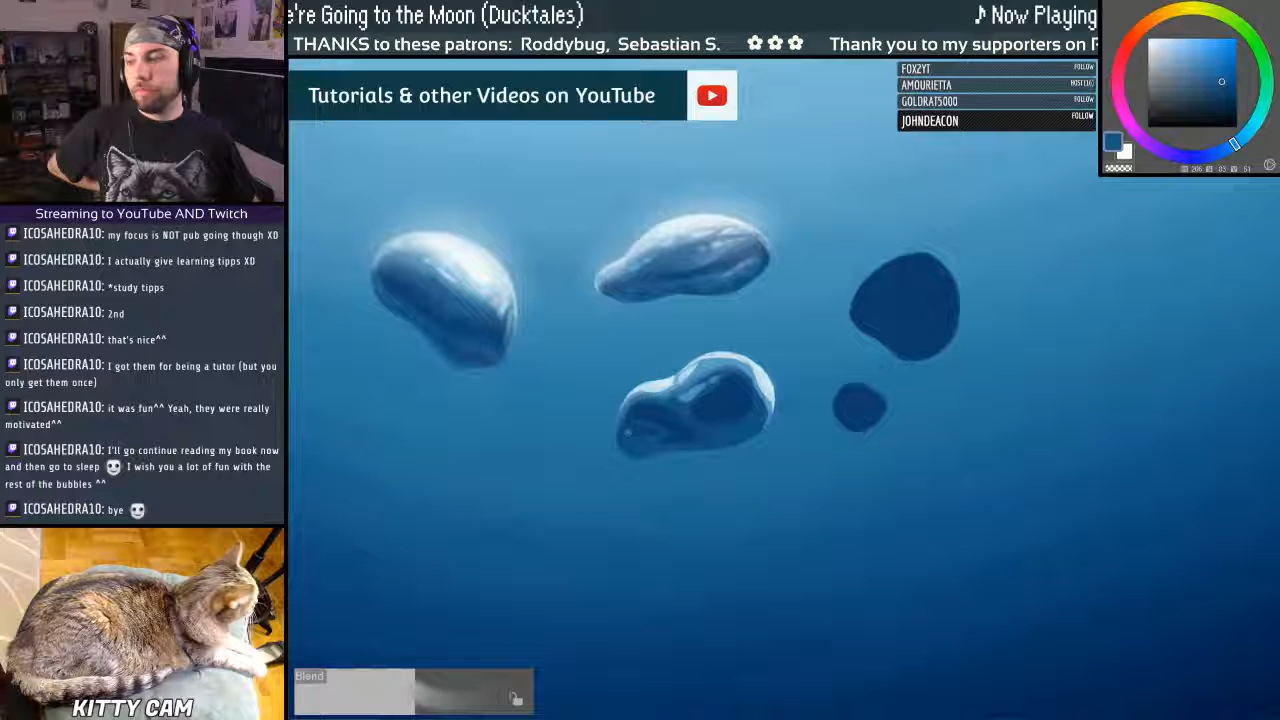 e're Going to the Moon (Ducktales)
♪ Now Playing
THANKS to these patrons: Roddybug, Sebastian S. ✿ ✿ ✿ Thank you to my supporters on P
Tutorials & other Videos on YouTube
FOX2YT FOLLOW
AMOURIETTA HOST(16)
GOLDRAT5000 FOLLOW
JOHNDEACON FOLLOW
Streaming to YouTube AND Twitch
ICOSAHEDRA10: my focus is NOT pub going though XD
ICOSAHEDRA10: I actually give learning tipps XD
ICOSAHEDRA10: *study tipps
ICOSAHEDRA10: 2nd
ICOSAHEDRA10: that's nice^^
ICOSAHEDRA10: I got them for being a tutor (but you
only get them once)
ICOSAHEDRA10: it was fun^^ Yeah, they were really
motivated^^
ICOSAHEDRA10: I'll go continue reading my book now
and then go to sleep I wish you a lot of fun with the
rest of the bubbles ^^
ICOSAHEDRA10: bye
KITTY CAM
Blend